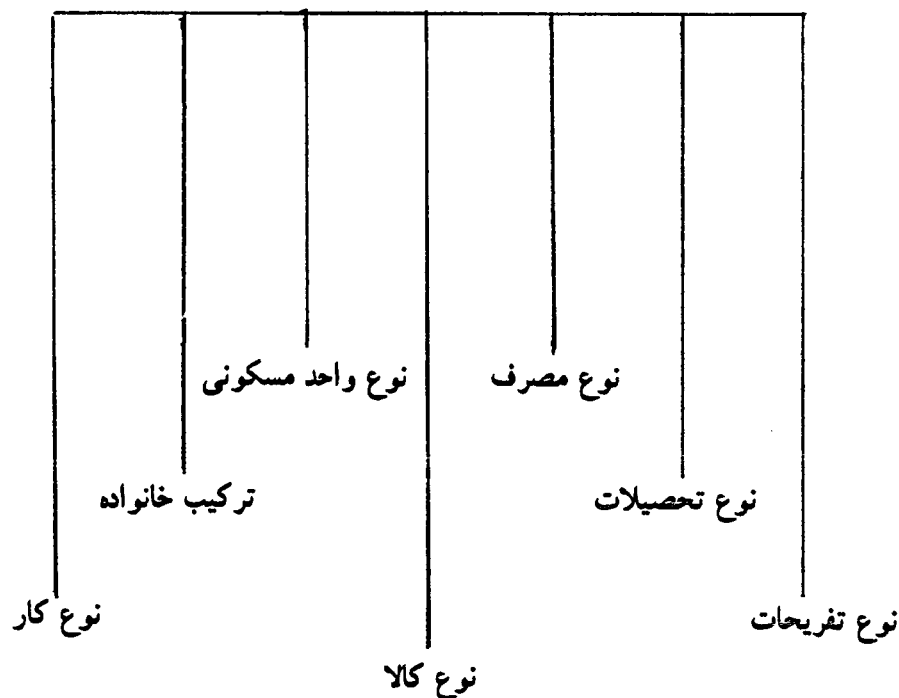 نوع مصرف
نوع واحد مسکونی
نوع تحصیلات
ترکیب خانواده
نوع تفریحات
نوع کار
نوع کالا